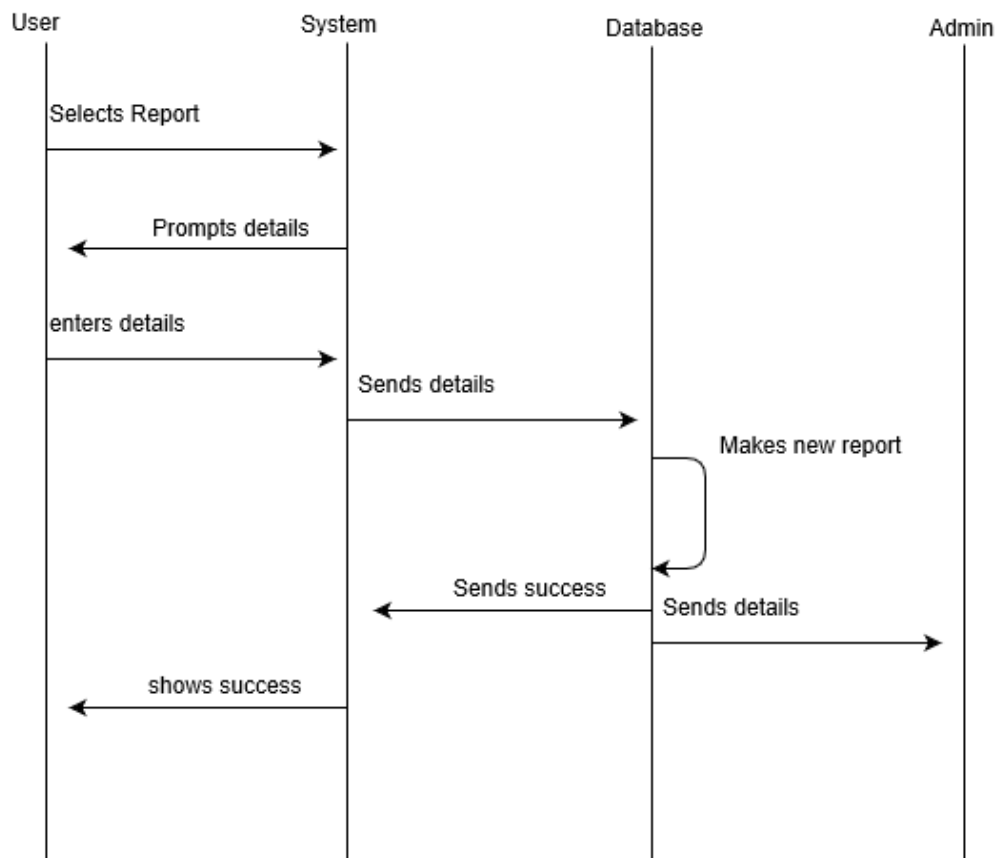 User
System
Database
Admin
Selects Report
Prompts details
enters details
Sends details
Makes new report
Sends success
Sends details
shows success